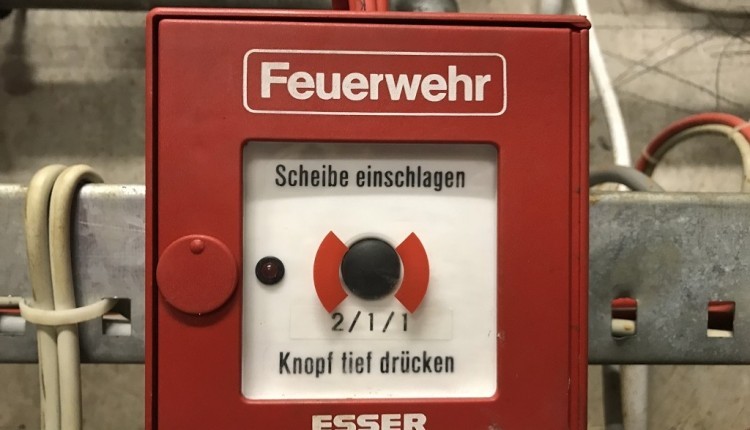 Feuerwehr
Scheibe einschlagen
2/1/1
Knopf tief drücken
ESSER